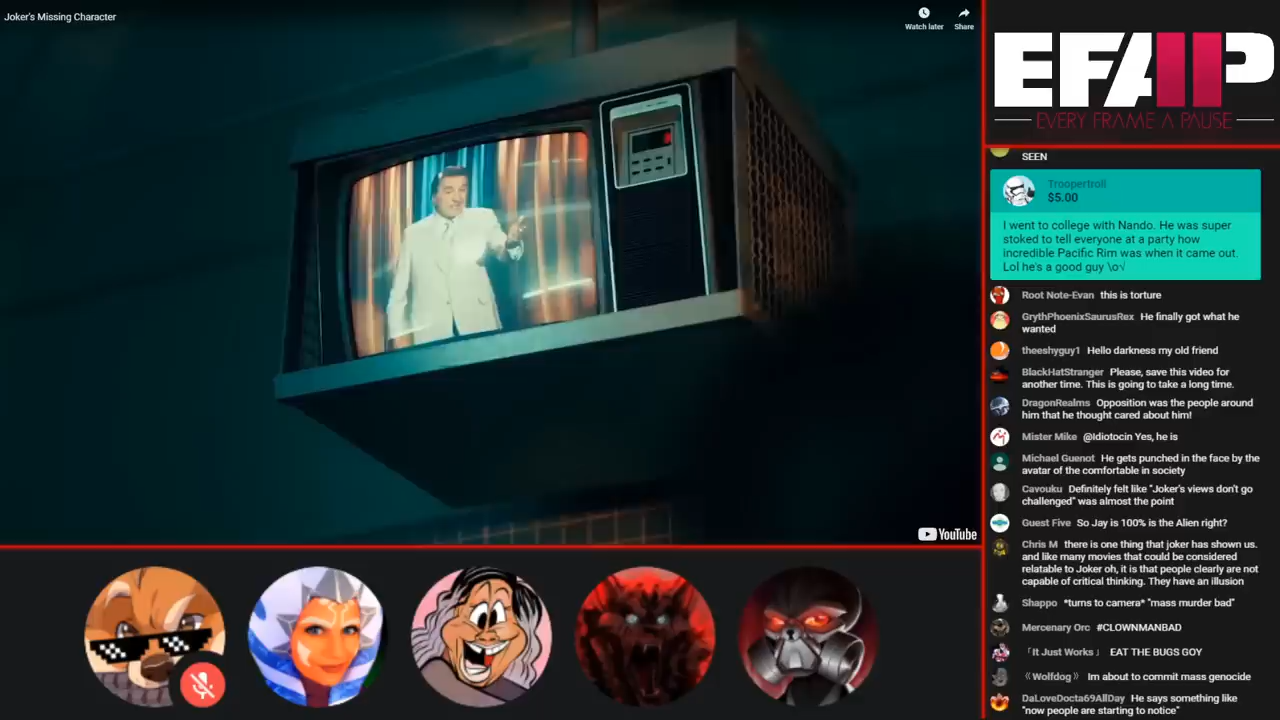 Joker's Missing Character
Watch later
Share
YouTube
EFAP
EVERY FRAME A PAUSE
SEEN
Troopertroll
$5.00
I went to college with Nando. He was super
stoked to tell everyone at a party how
incredible Pacific Rim was when it came out.
Lol he's a good guy \o√
Root Note-Evan this is torture
GrythPhoenixSaurusRex He finally got what he
wanted
theeshyguy1 Hello darkness my old friend
BlackHatStranger Please, save this video for
another time. This is going to take a long time.
DragonRealms Opposition was the people around
him that he thought cared about him!
Mister Mike @Idiotocin Yes, he is
Michael Guenot He gets punched in the face by the
avatar of the comfortable in society
Cavouku Definitely felt like "Joker's views don't go
challenged" was almost the point
Guest Five So Jay is 100% is the Alien right?
Chris M there is one thing that joker has shown us.
and like many movies that could be considered
relatable to Joker oh, it is that people clearly are not
capable of critical thinking. They have an illusion
Shappo *turns to camera* "mass murder bad"
Mercenary Orc #CLOWNMANBAD
「It Just Works」 EAT THE BUGS GOY
《Wolfdog》 Im about to commit mass genocide
DaLoveDocta69AllDay He says something like
"now people are starting to notice"